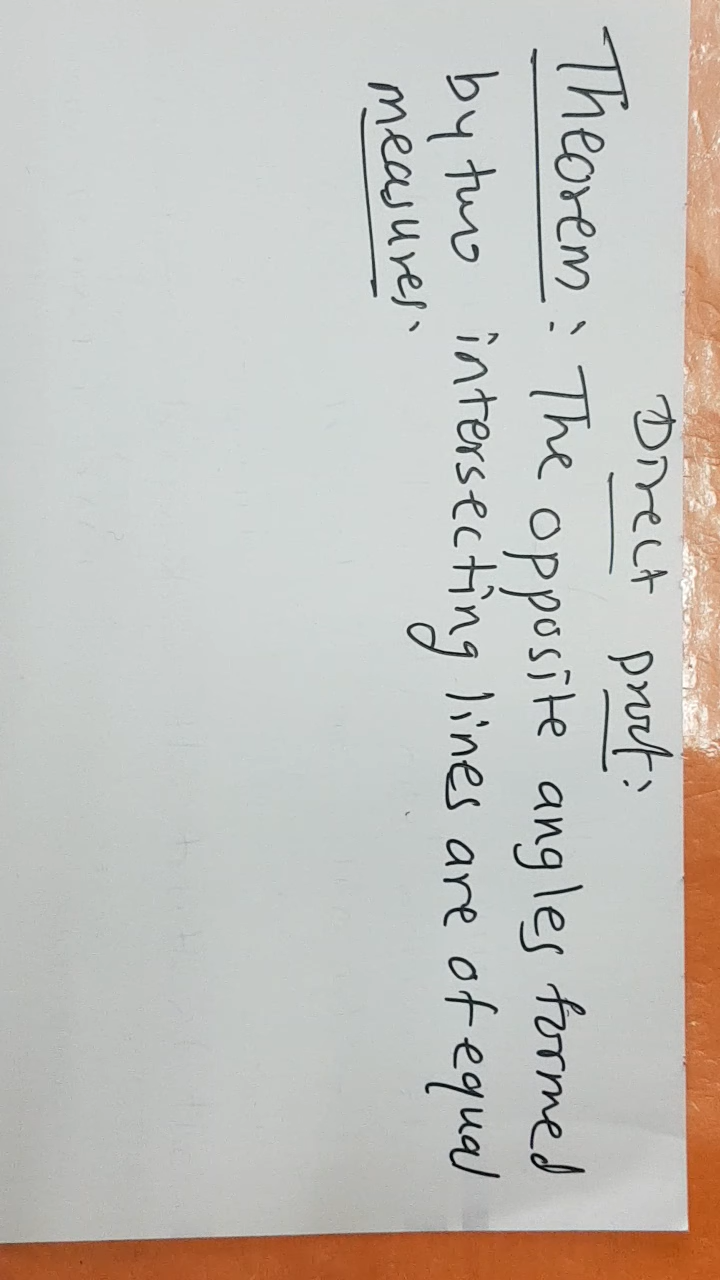 Direct proof:
Theorem: The opposite angles formed
by two intersecting lines are of equal
measures.